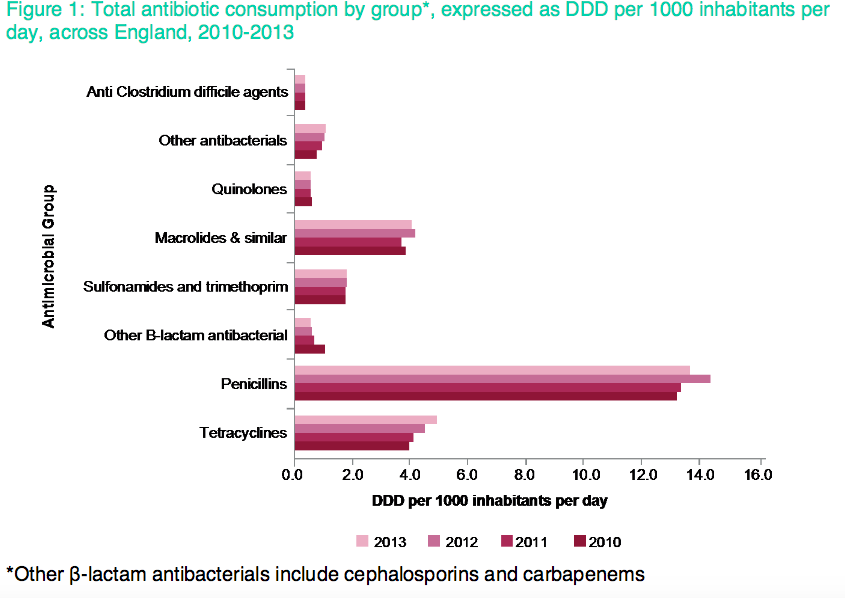 Figure 1: Total antibiotic consumption by group*, expressed as DDD per 1000 inhabitants per
day, across England, 2010-2013
Anti Clostridium difficile agents
Other antibacterials
Quinolones
Macrolides & similar
Sulfonamides and trimethoprim
Other B-lactam antibacterial
Penicillins
Tetracyclines
Antimicrobial Group
0.0 2.0 4.0 6.0 8.0 10.0 12.0 14.0 16.0
DDD per 1000 inhabitants per day
2013 2012 2011 2010
*Other β-lactam antibacterials include cephalosporins and carbapenems